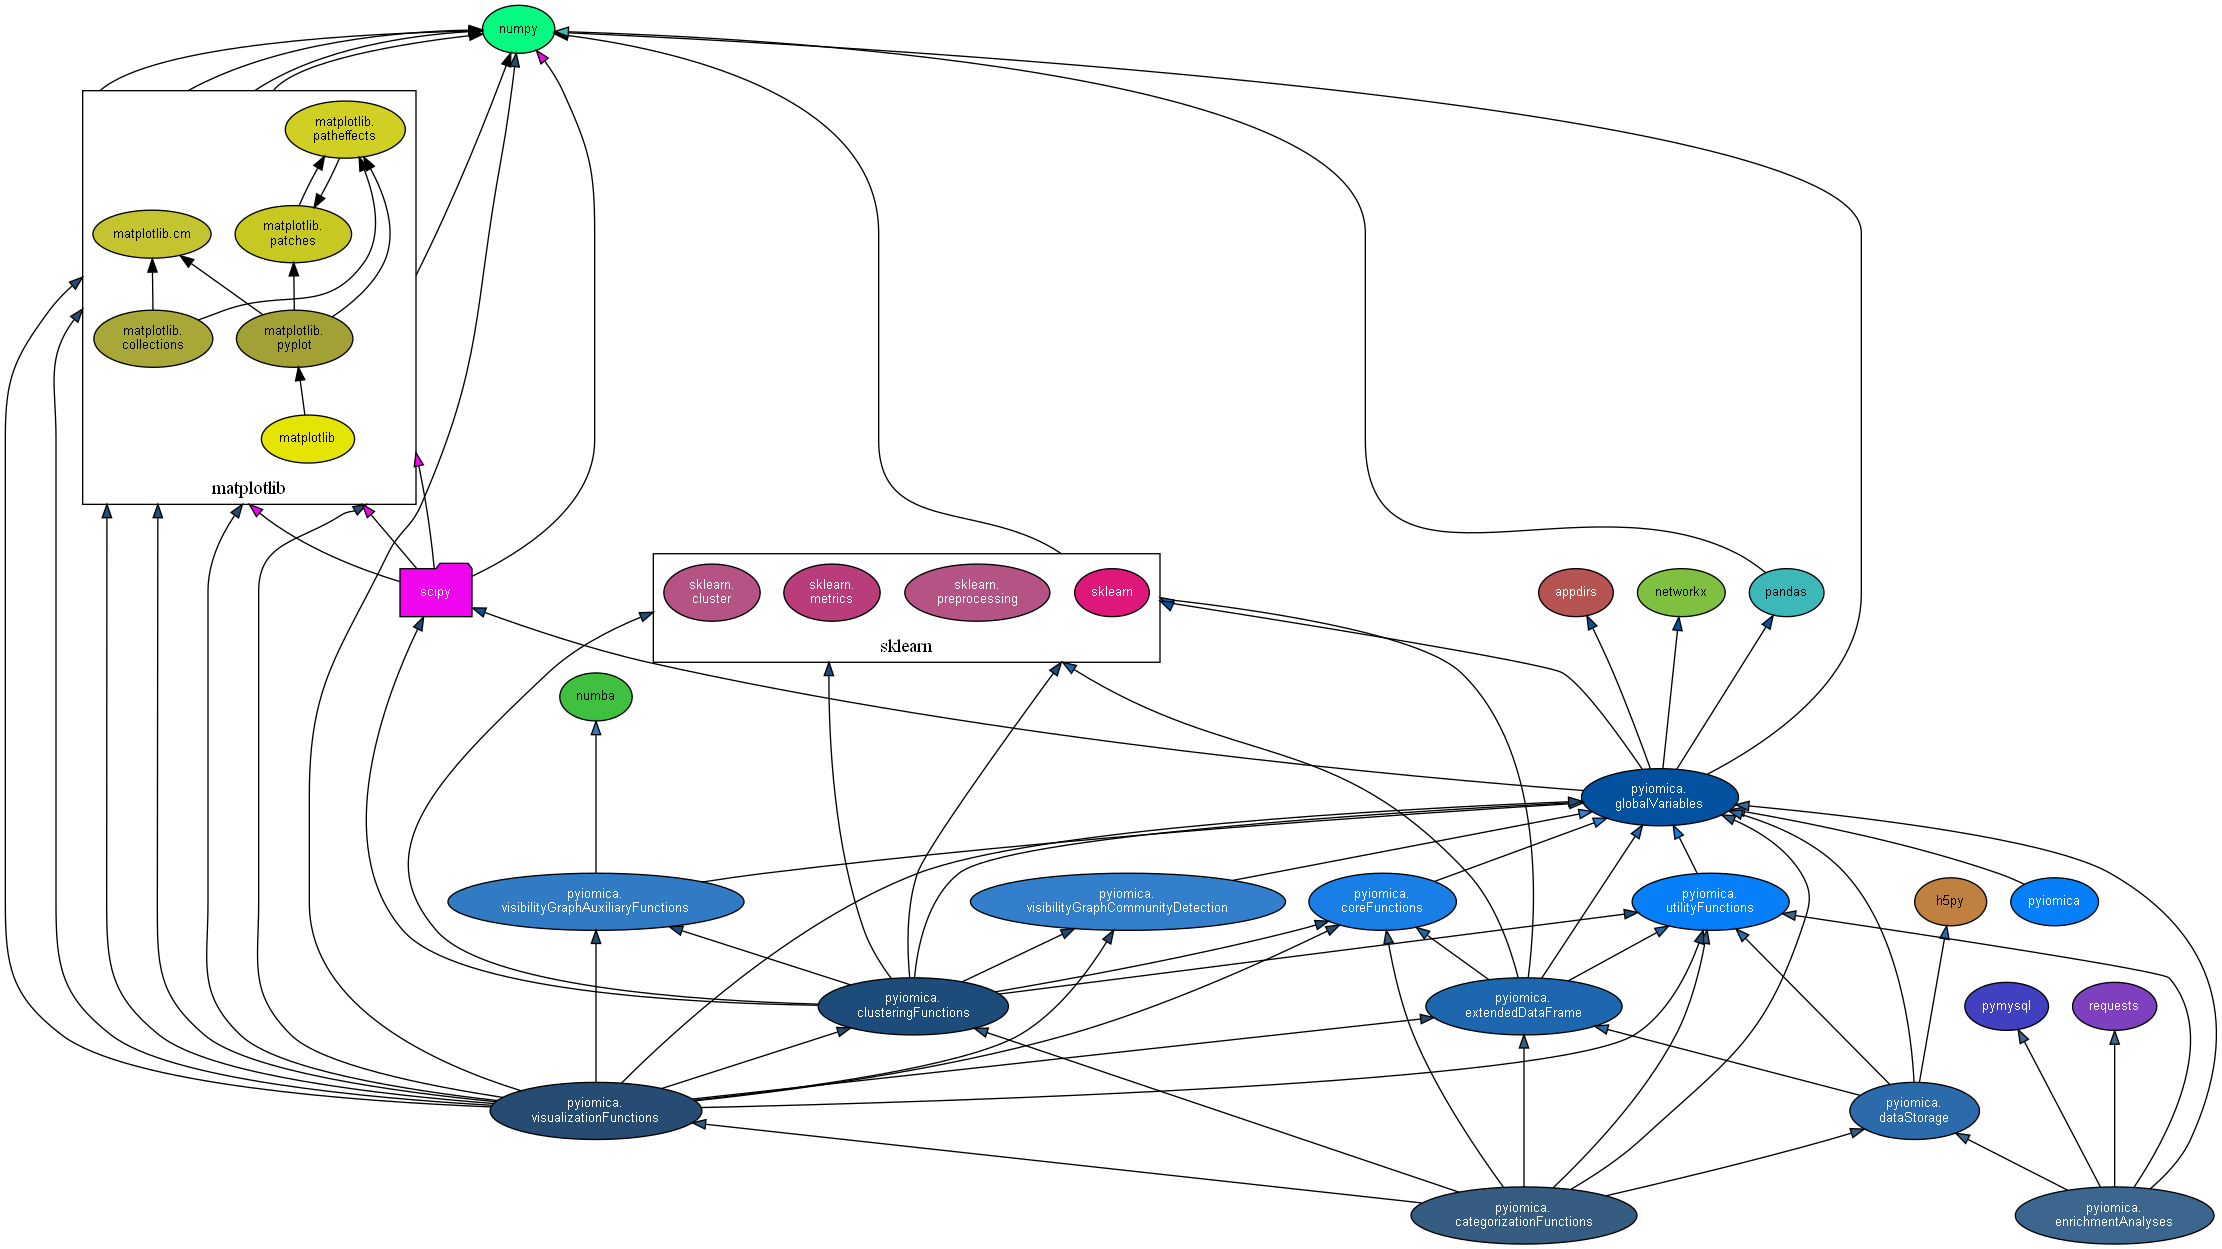 numpy
matplotlib.
patheffects
matplotlib.cm
matplotlib.
patches
matplotlib.
collections
matplotlib.
pyplot
matplotlib
matplotlib
scipy
sklearn.
cluster
sklearn.
metrics
sklearn.
preprocessing
sklearn
sklearn
appdirs
networkx
pandas
numba
pyiomica.
globalVariables
pyiomica.
visibilityGraphAuxiliaryFunctions
pyiomica.
visibilityGraphCommunityDetection
pyiomica.
coreFunctions
pyiomica.
utilityFunctions
h5py
pyiomica
pyiomica.
clusteringFunctions
pyiomica.
extendedDataFrame
pymysql
requests
pyiomica.
visualizationFunctions
pyiomica.
dataStorage
pyiomica.
categorizationFunctions
pyiomica.
enrichmentAnalyses